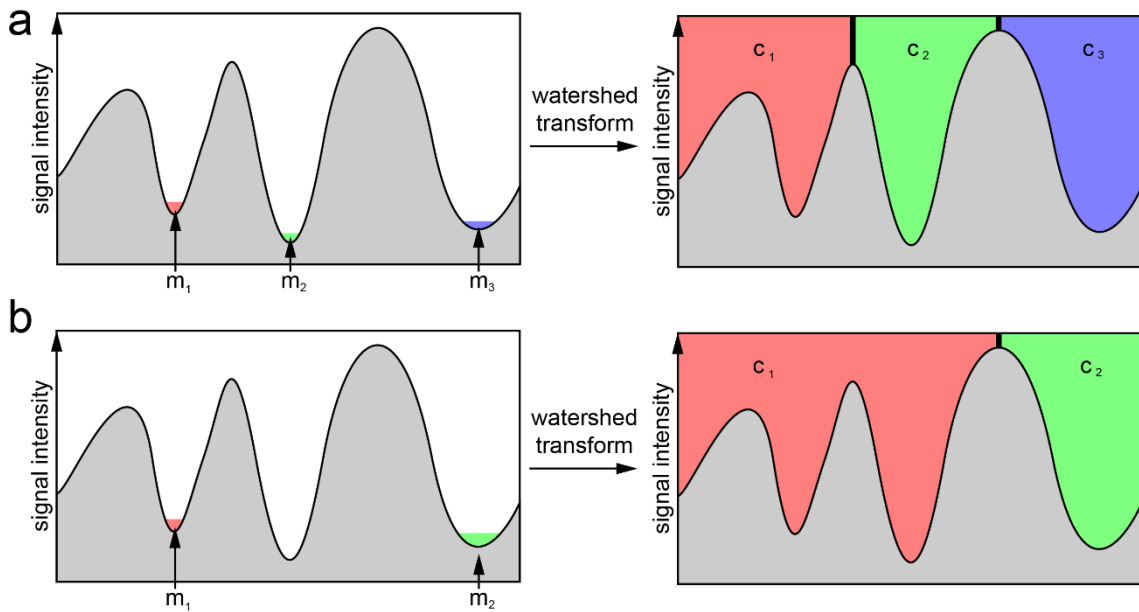 a
signal intensity
m₁
m₂
m₃
watershed
transform
signal intensity
c₁
c₂
c₃
b
signal intensity
m₁
m₂
watershed
transform
signal intensity
c₁
c₂